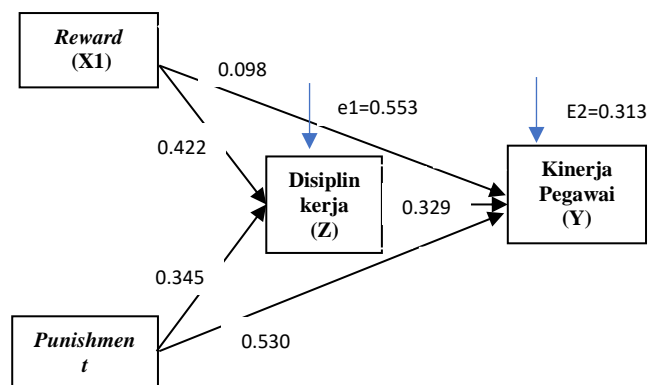 Reward
(X1)
0.098
e1=0.553
E2=0.313
0.422
Disiplin
kerja
(Z)
0.329
Kinerja
Pegawai
(Y)
0.345
0.530
Punishmen
t